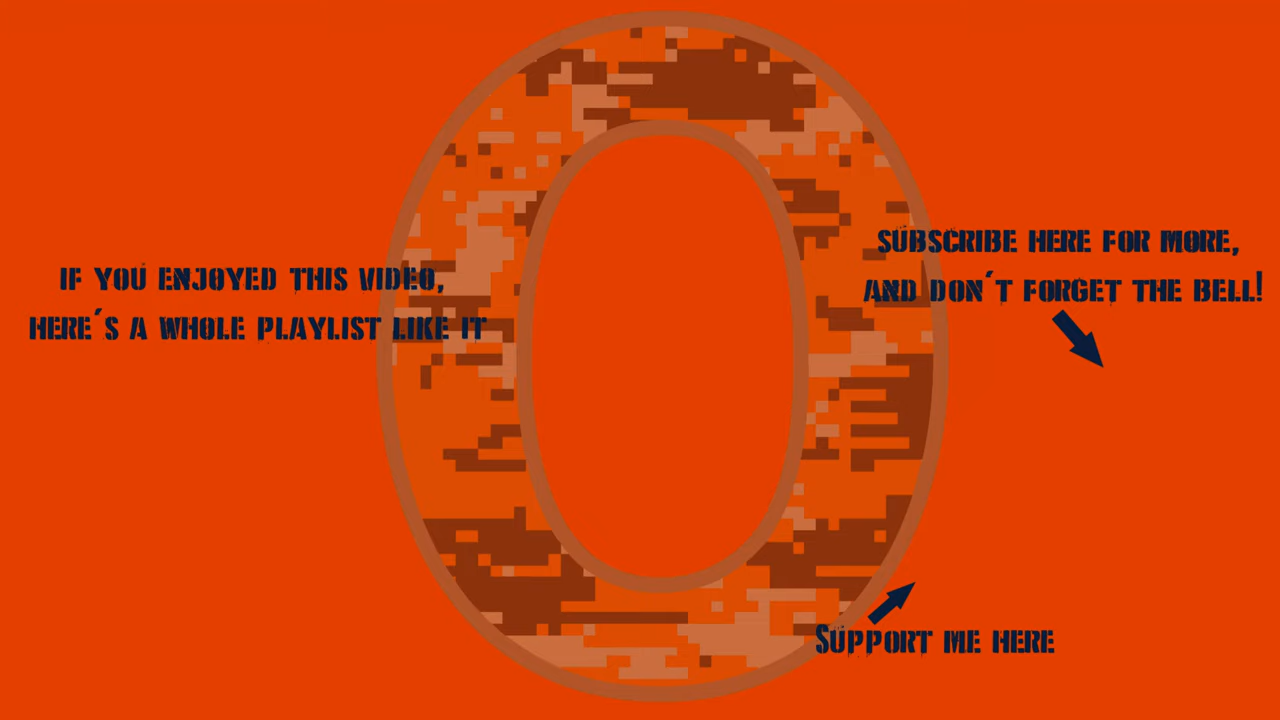 IF YOU ENJOYED THIS VIDEO,
HERE'S A WHOLE PLAYLIST LIKE IT
SUBSCRIBE HERE FOR MORE,
AND DON'T FORGET THE BELL!
SUPPORT ME HERE
O